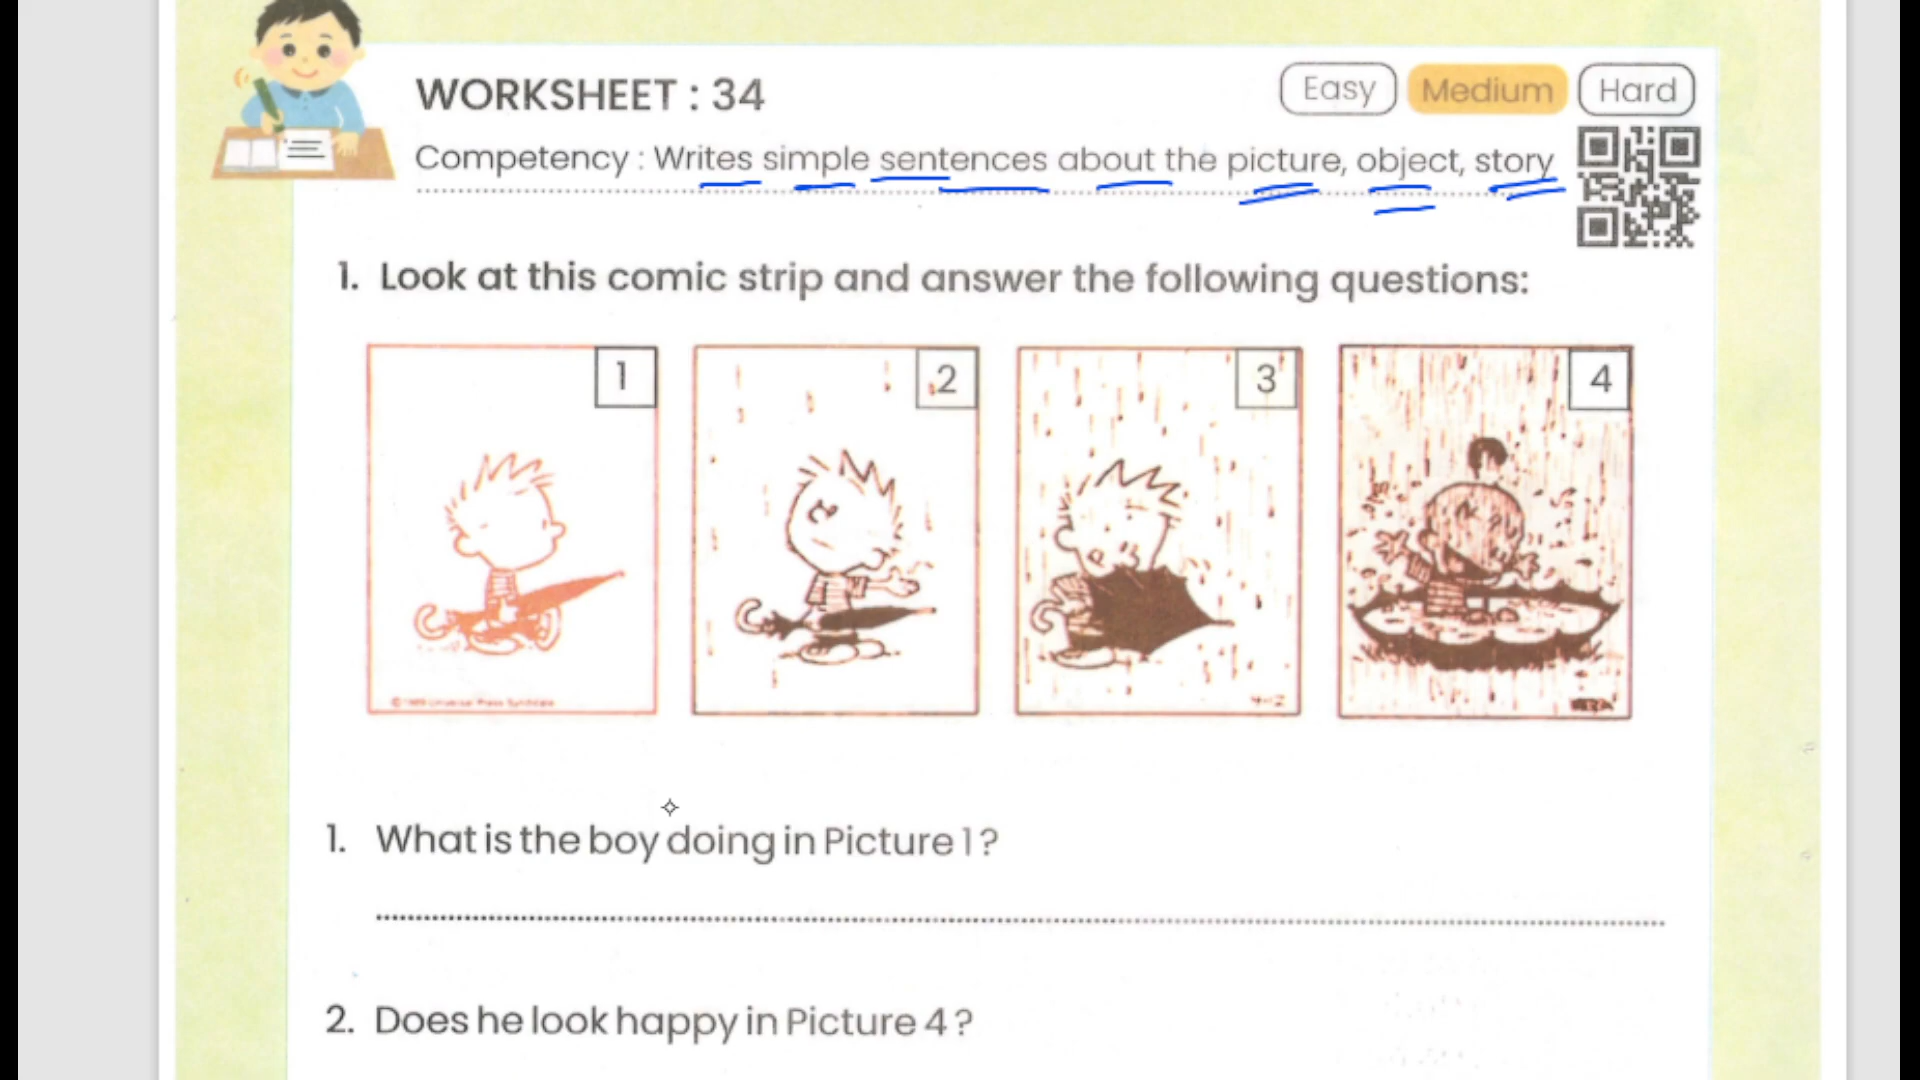 WORKSHEET : 34
Easy Medium Hard
Competency : Writes simple sentences about the picture, object, story
1. Look at this comic strip and answer the following questions:
1 2 3 4
1. What is the boy doing in Picture 1?
2. Does he look happy in Picture 4?